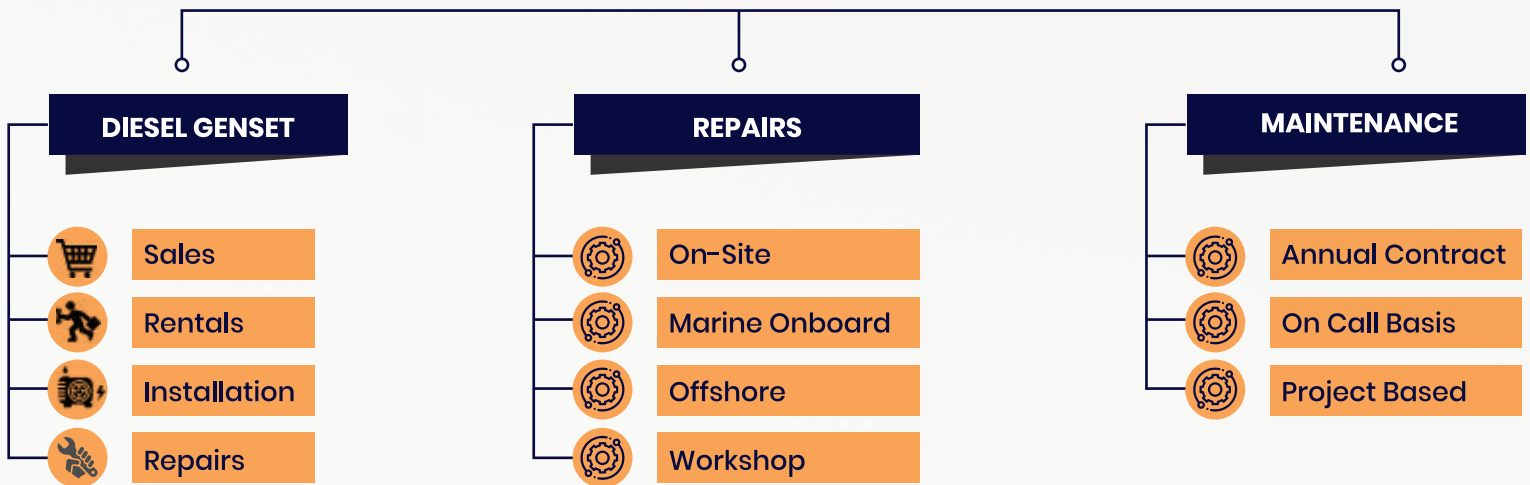 DIESEL GENSET
Sales
Rentals
Installation
Repairs
REPAIRS
On-Site
Marine Onboard
Offshore
Workshop
MAINTENANCE
Annual Contract
On Call Basis
Project Based